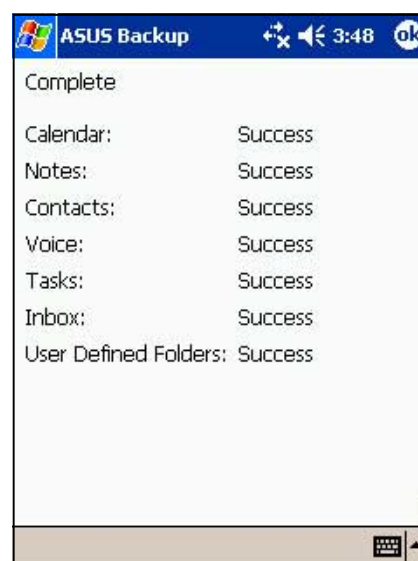 ASUS Backup 3:48 ok
Complete
Calendar: Success
Notes: Success
Contacts: Success
Voice: Success
Tasks: Success
Inbox: Success
User Defined Folders: Success